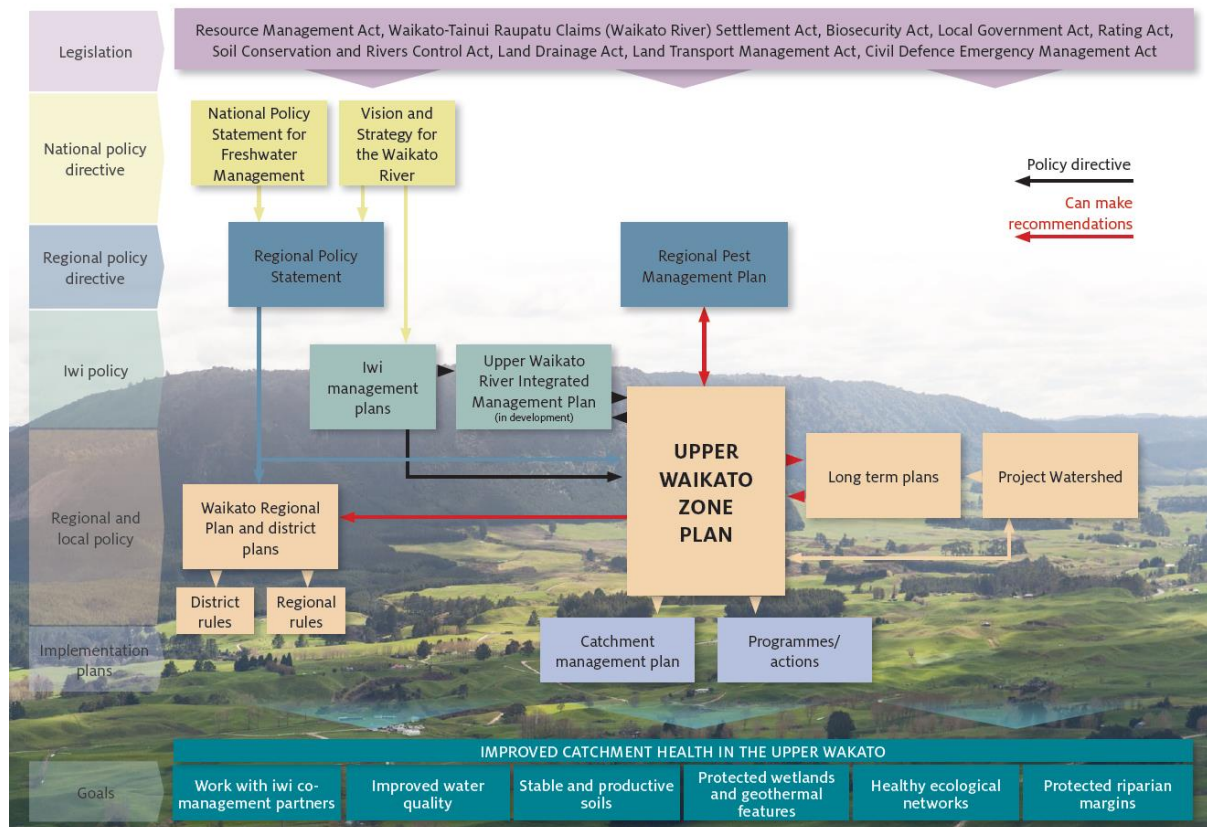 Legislation
Resource Management Act, Waikato-Tainui Raupatu Claims (Waikato River) Settlement Act, Biosecurity Act, Local Government Act, Rating Act,
Soil Conservation and Rivers Control Act, Land Drainage Act, Land Transport Management Act, Civil Defence Emergency Management Act
National policy
directive
National Policy
Statement for
Freshwater
Management
Vision and
Strategy for
the Waikato
River
Policy directive
Can make
recommendations
Regional policy
directive
Regional Policy
Statement
Regional Pest
Management Plan
Iwi policy
Iwi
management
plans
Upper Waikato
River Integrated
Management Plan
(in development)
UPPER
WAIKATO
ZONE
PLAN
Long term plans
Project Watershed
Regional and
local policy
Waikato Regional
Plan and district
plans
District
rules
Regional
rules
Implementation
plans
Catchment
management plan
Programmes/
actions
IMPROVED CATCHMENT HEALTH IN THE UPPER WAKATO
Goals
Work with iwi co-
management partners
Improved water
quality
Stable and productive
soils
Protected wetlands
and geothermal
features
Healthy ecological
networks
Protected riparian
margins